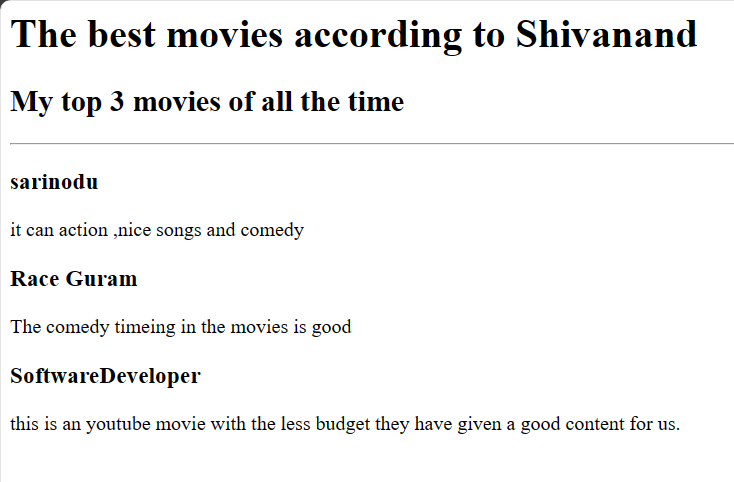 The best movies according to Shivanand
My top 3 movies of all the time
sarinodu
it can action ,nice songs and comedy
Race Guram
The comedy timeing in the movies is good
SoftwareDeveloper
this is an youtube movie with the less budget they have given a good content for us.